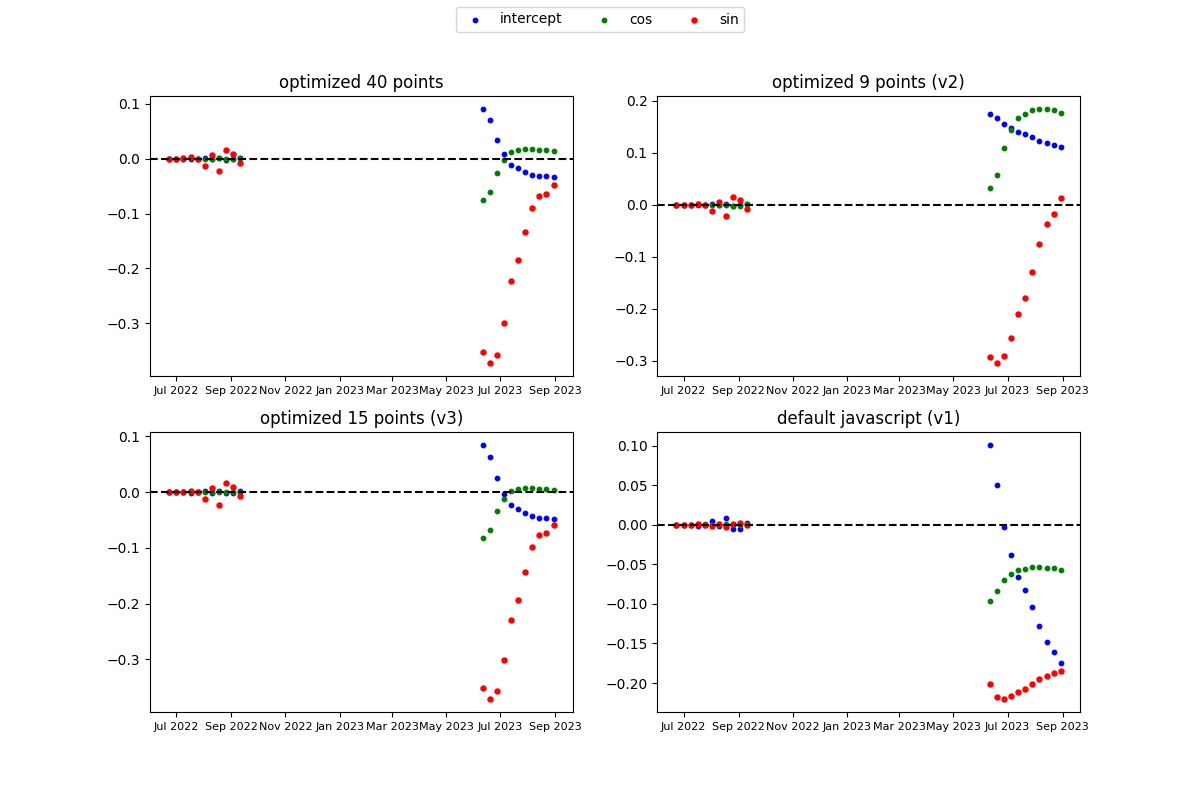 intercept cos sin
optimized 40 points
0.1
0.0
−0.1
−0.2
−0.3
Jul 2022 Sep 2022 Nov 2022 Jan 2023 Mar 2023 May 2023 Jul 2023 Sep 2023
optimized 9 points (v2)
0.2
0.1
0.0
−0.1
−0.2
−0.3
Jul 2022 Sep 2022 Nov 2022 Jan 2023 Mar 2023 May 2023 Jul 2023 Sep 2023
optimized 15 points (v3)
0.1
0.0
−0.1
−0.2
−0.3
Jul 2022 Sep 2022 Nov 2022 Jan 2023 Mar 2023 May 2023 Jul 2023 Sep 2023
default javascript (v1)
0.10
0.05
0.00
−0.05
−0.10
−0.15
−0.20
Jul 2022 Sep 2022 Nov 2022 Jan 2023 Mar 2023 May 2023 Jul 2023 Sep 2023